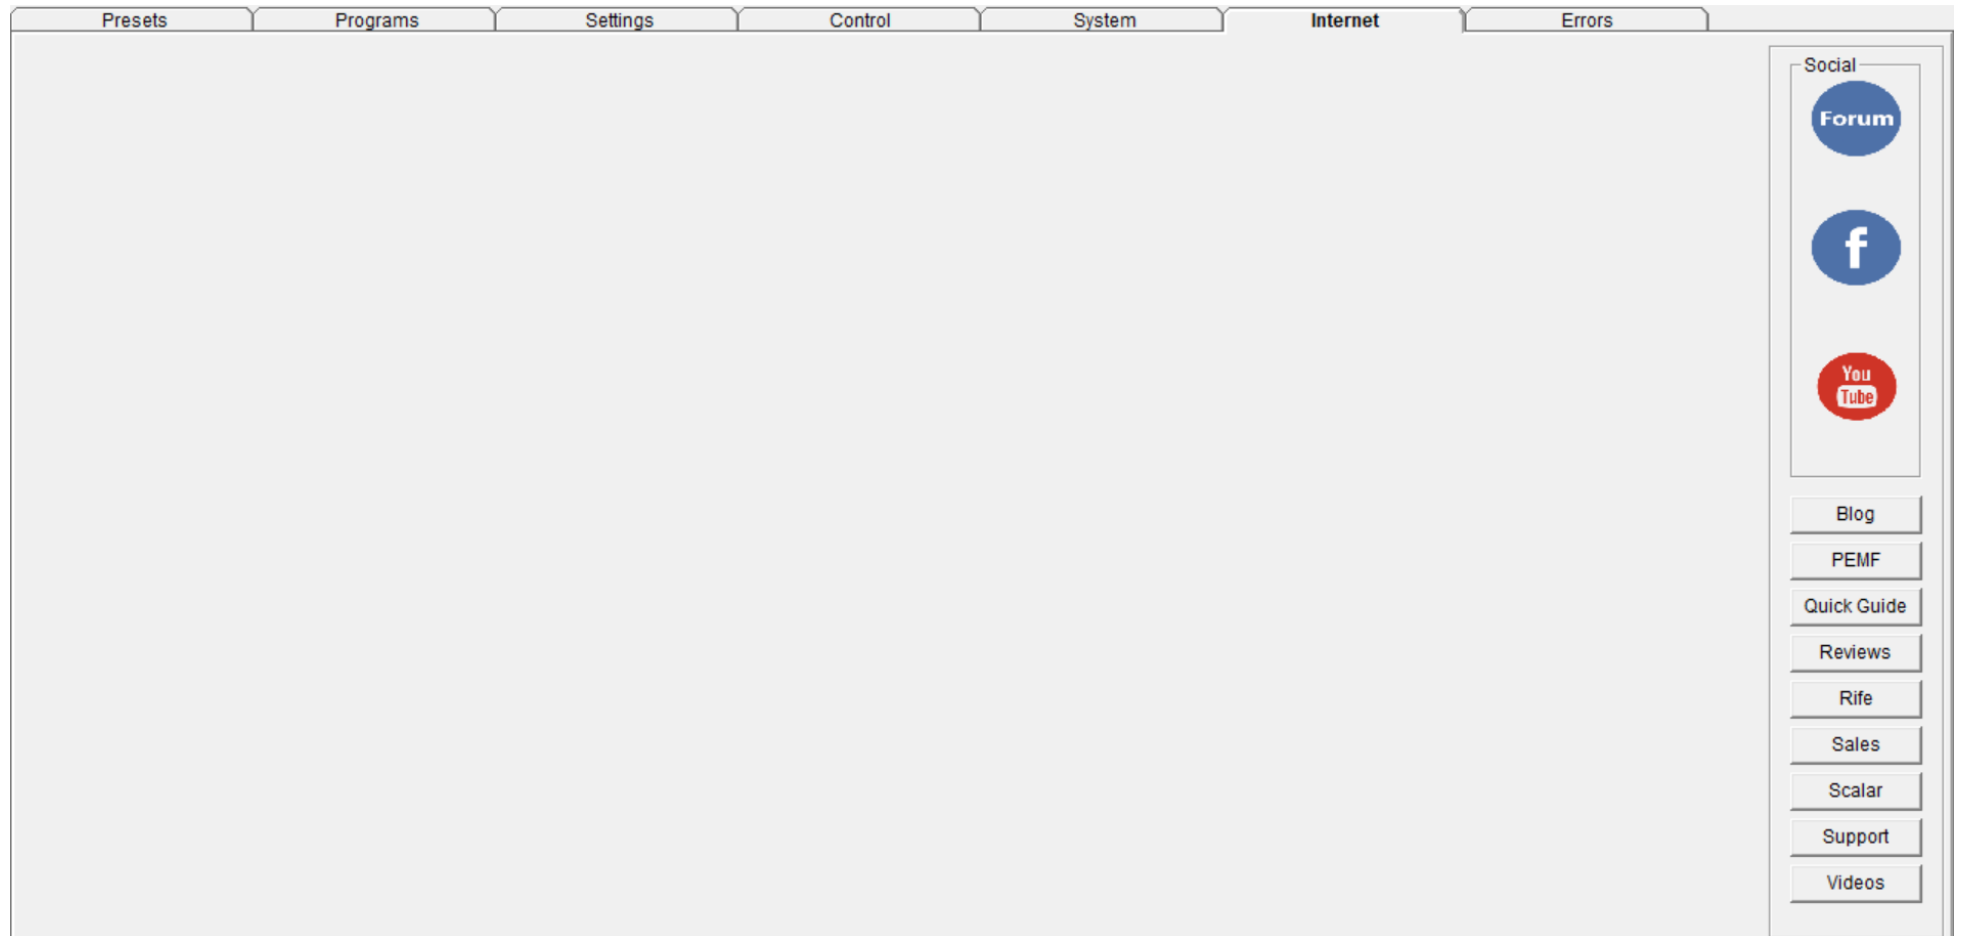 Presets Programs Settings Control System Internet Errors
Social
Forum
f
You
Tube
Blog
PEMF
Quick Guide
Reviews
Rife
Sales
Scalar
Support
Videos